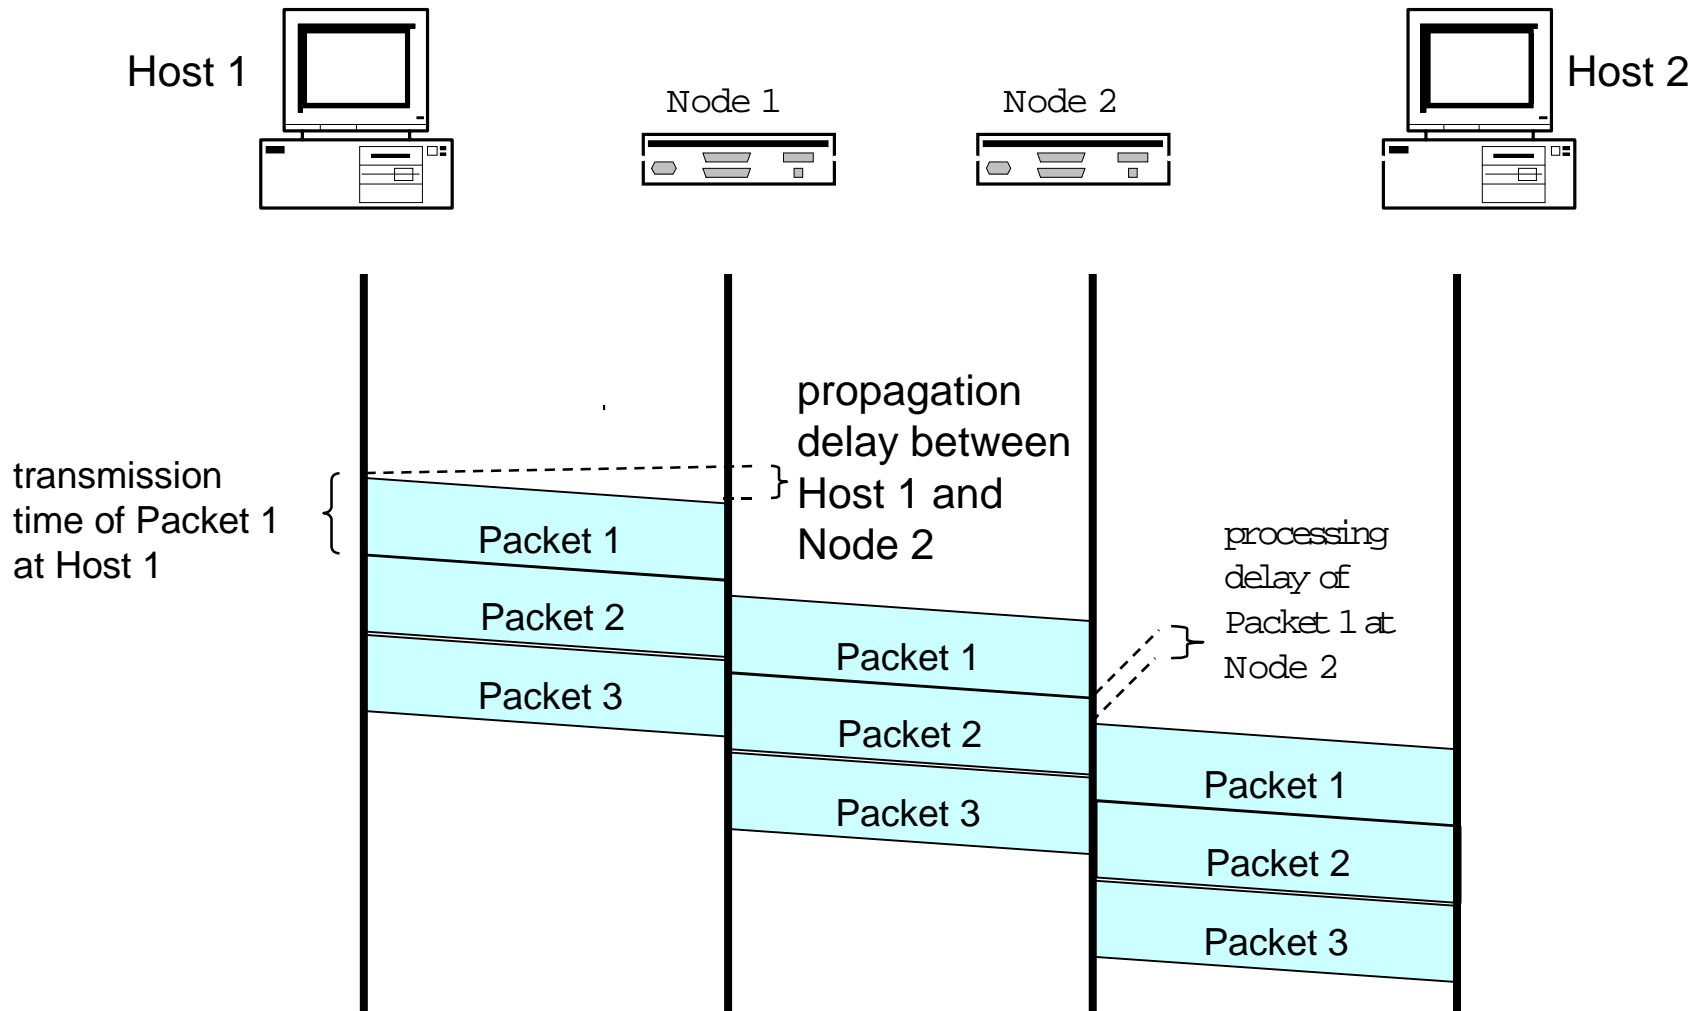 Host 1
Node 1
Node 2
Host 2
propagation
delay between
Host 1 and
Node 2
transmission
time of Packet 1
at Host 1
processing
delay of
Packet 1 at
Node 2
Packet 1
Packet 2
Packet 3
Packet 1
Packet 2
Packet 3
Packet 1
Packet 2
Packet 3